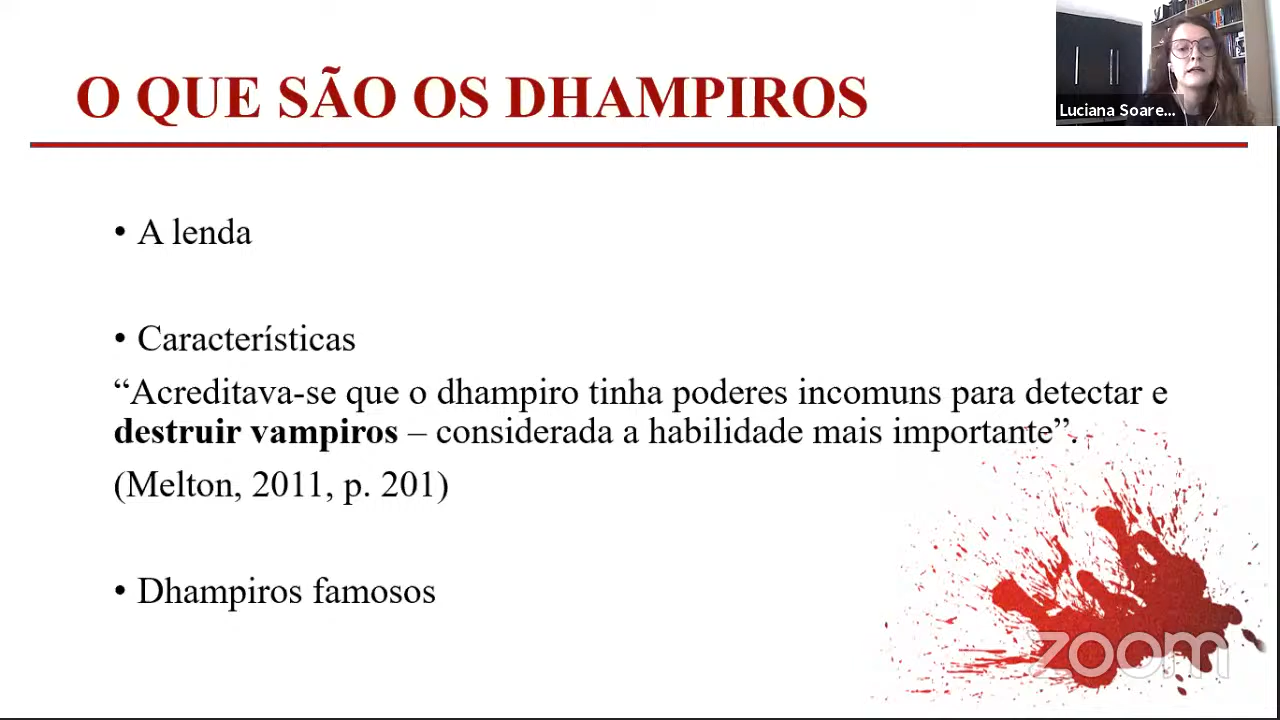 O QUE SÃO OS DHAMPIROS
Luciana Soare...
• A lenda
• Características
“Acreditava-se que o dhampiro tinha poderes incomuns para detectar e
destruir vampiros – considerada a habilidade mais importante”.
(Melton, 2011, p. 201)
• Dhampiros famosos
zoom